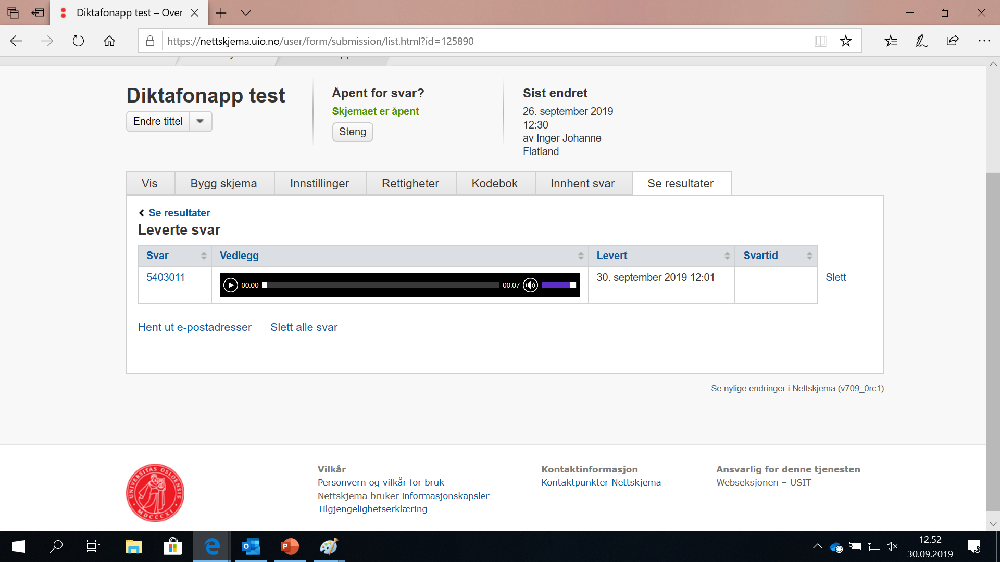 Diktafonapp test – Over
https://nettskjema.uio.no/user/form/submission/list.html?id=125890
Diktafonapp test
Endre tittel
Åpent for svar?
Skjemaet er åpent
Steng
Sist endret
26. september 2019
12:30
av Inger Johanne
Flatland
Vis Bygg skjema Innstillinger Rettigheter Kodebok Innhent svar Se resultater
Se resultater
Leverte svar
Svar Vedlegg Levert Svartid
5403011 00.00 00.07 30. september 2019 12:01 Slett
Hent ut e-postadresser Slett alle svar
Se nylige endringer i Nettskjema (v709_0rc1)
UNIVERSITAS OSLOENSIS
MDCCCXI
Vilkår
Personvern og vilkår for bruk
Nettskjema bruker informasjonskapsler
Tilgjengelighetserklæring
Kontaktinformasjon
Kontaktpunkter Nettskjema
Ansvarlig for denne tjenesten
Webseksjonen – USIT
12.52
30.09.2019